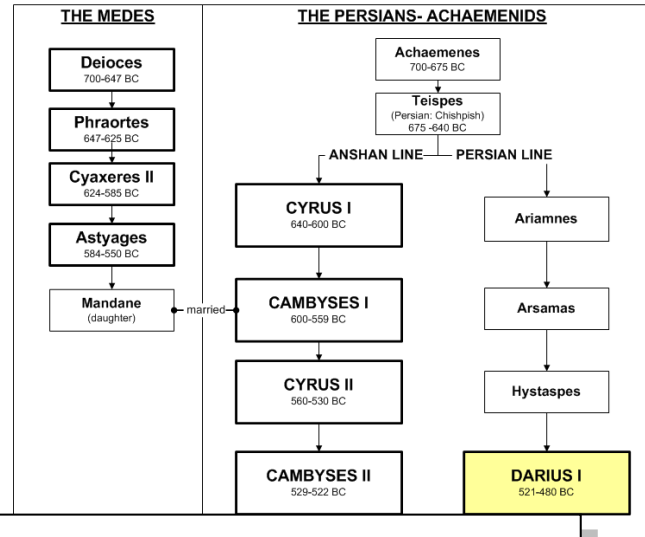 THE MEDES
Deioces
700-647 BC
Phraortes
647-625 BC
Cyaxeres II
624-585 BC
Astyages
584-550 BC
Mandane
(daughter)
married
THE PERSIANS- ACHAEMENIDS
Achaemenes
700-675 BC
Teispes
(Persian: Chishpish)
675 -640 BC
ANSHAN LINE
PERSIAN LINE
CYRUS I
640-600 BC
CAMBYSES I
600-559 BC
CYRUS II
560-530 BC
CAMBYSES II
529-522 BC
Ariamnes
Arsamas
Hystaspes
DARIUS I
521-480 BC